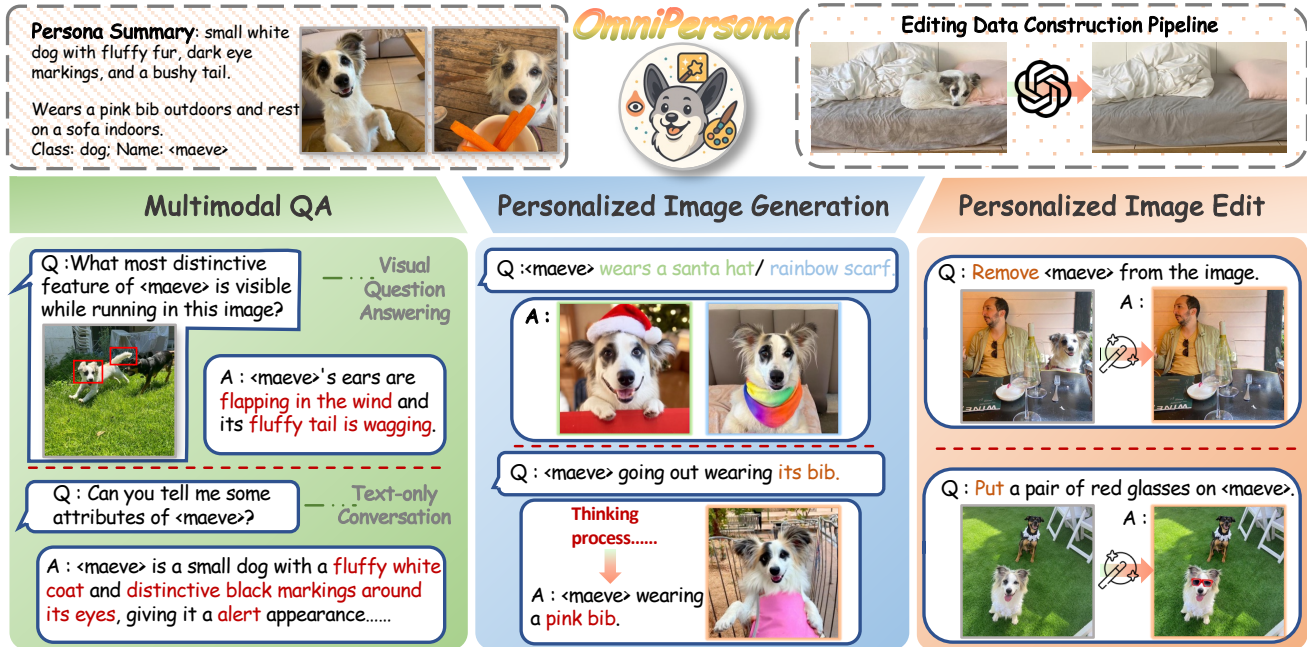 Persona Summary: small white
dog with fluffy fur, dark eye
markings, and a bushy tail.
Wears a pink bib outdoors and rest
on a sofa indoors.
Class: dog; Name: <maeve>
OmniPersona
Editing Data Construction Pipeline
Multimodal QA
Q :What most distinctive
feature of <maeve> is visible
while running in this image?
Visual
Question
Answering
A : <maeve>'s ears are
flapping in the wind and
its fluffy tail is wagging.
Q : Can you tell me some
attributes of <maeve>?
Text-only
Conversation
A : <maeve> is a small dog with a fluffy white
coat and distinctive black markings around
its eyes, giving it a alert appearance......
Personalized Image Generation
Q :<maeve> wears a santa hat/ rainbow scarf.
A :
Q : <maeve> going out wearing its bib.
Thinking
process......
A : <maeve> wearing
a pink bib.
Personalized Image Edit
Q : Remove <maeve> from the image.
A :
Q : Put a pair of red glasses on <maeve>.
A :